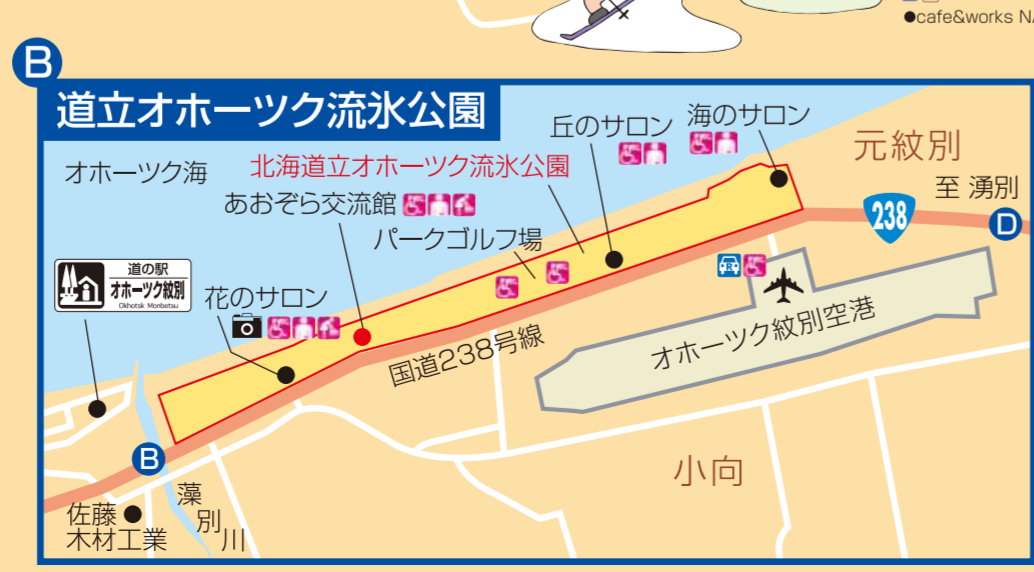 ●cafe&works N
B
道立オホーツク流氷公園
オホーツク海
北海道立オホーツク流氷公園
あおぞら交流館
パークゴルフ場
丘のサロン
海のサロン
元紋別
至 湧別
238
D
道の駅
オホーツク紋別
Okhotsk Monbetsu
花のサロン
国道238号線
R
オホーツク紋別空港
小向
B
佐藤
木材工業
藻
別
川